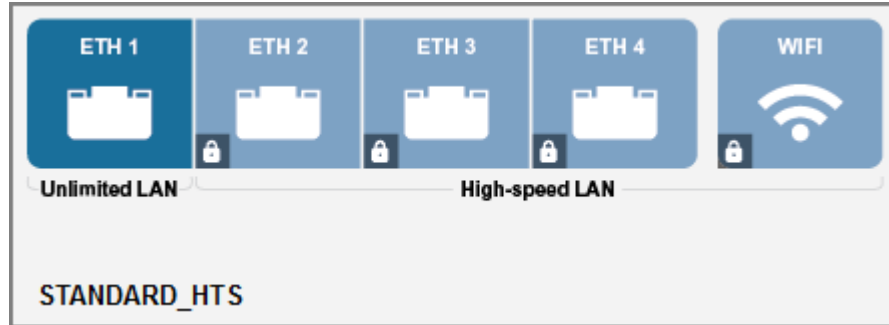 ETH 1 ETH 2 ETH 3 ETH 4 WIFI
Unlimited LAN High-speed LAN
STANDARD_HTS